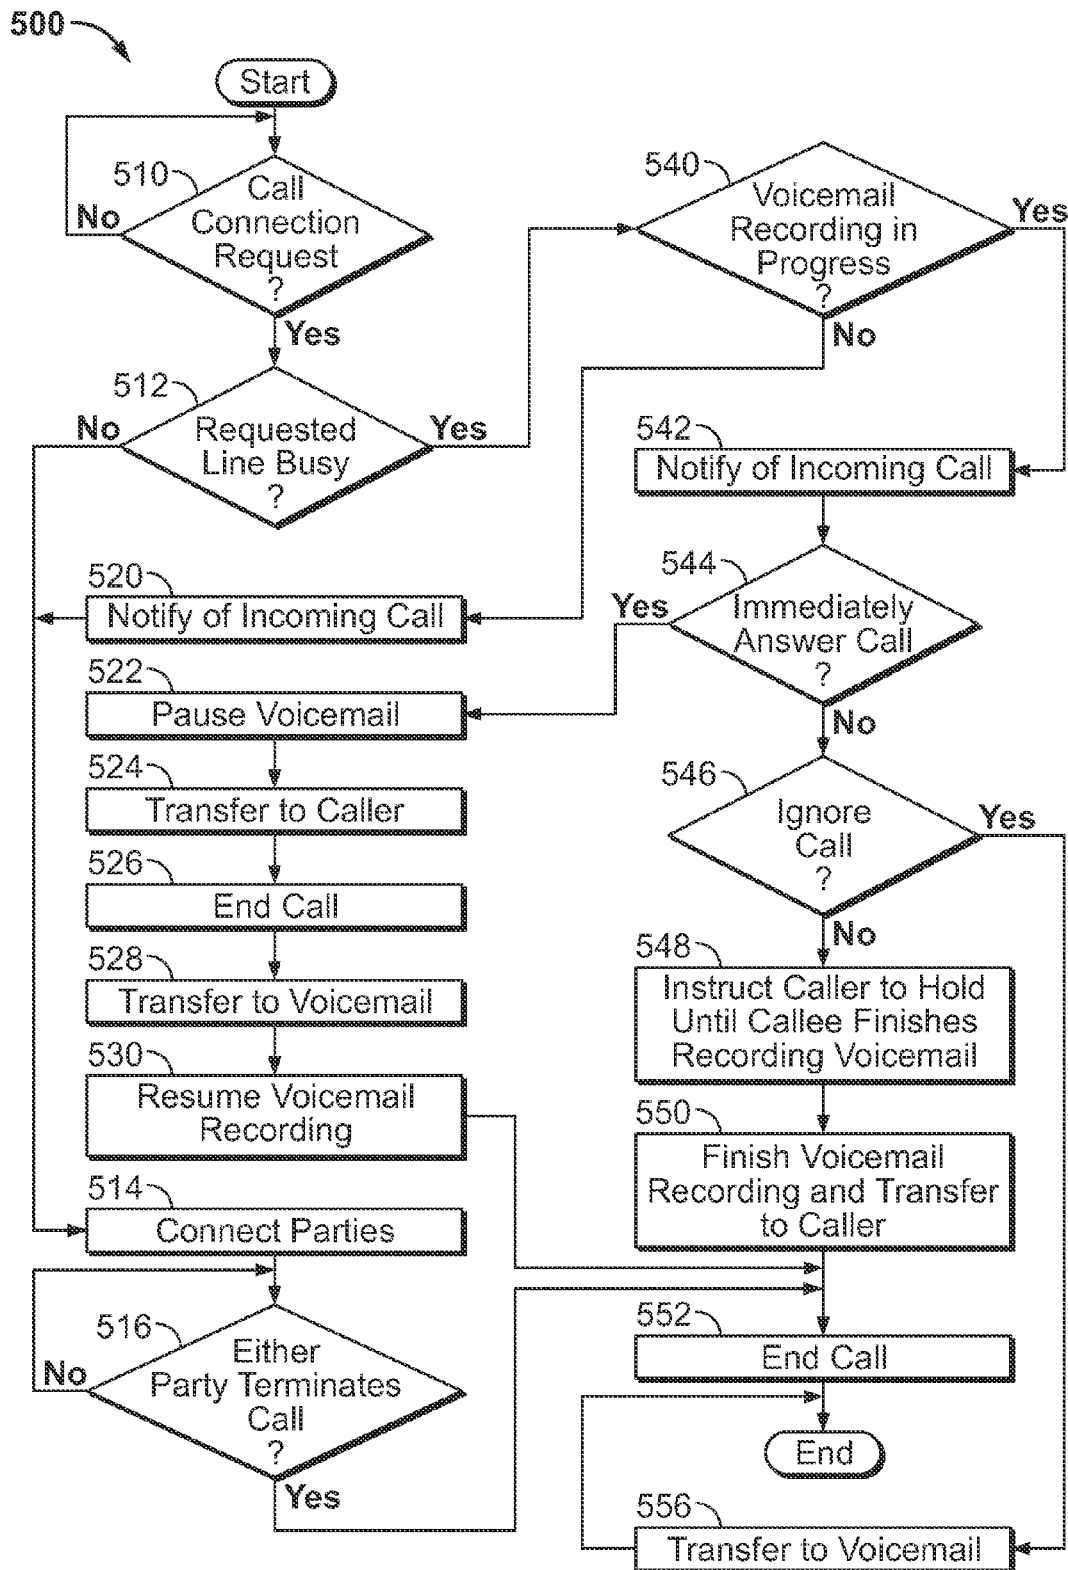 500
Start
510
Call
Connection
Request
?
No
Yes
512
Requested
Line Busy
?
No
Yes
520
Notify of Incoming Call
522
Pause Voicemail
524
Transfer to Caller
526
End Call
528
Transfer to Voicemail
530
Resume Voicemail
Recording
514
Connect Parties
516
Either
Party Terminates
Call
?
No
Yes
540
Voicemail
Recording in
Progress
?
Yes
No
542
Notify of Incoming Call
544
Immediately
Answer Call
?
Yes
No
546
Ignore
Call
?
Yes
No
548
Instruct Caller to Hold
Until Callee Finishes
Recording Voicemail
550
Finish Voicemail
Recording and Transfer
to Caller
552
End Call
End
556
Transfer to Voicemail